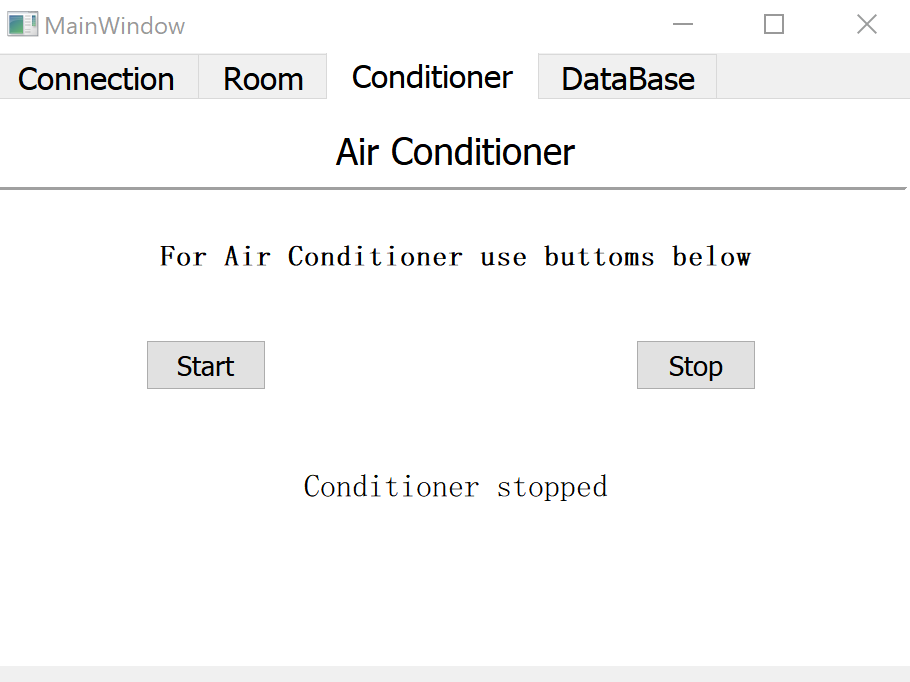 MainWindow
Connection Room Conditioner DataBase
Air Conditioner
For Air Conditioner use buttoms below
Start Stop
Conditioner stopped